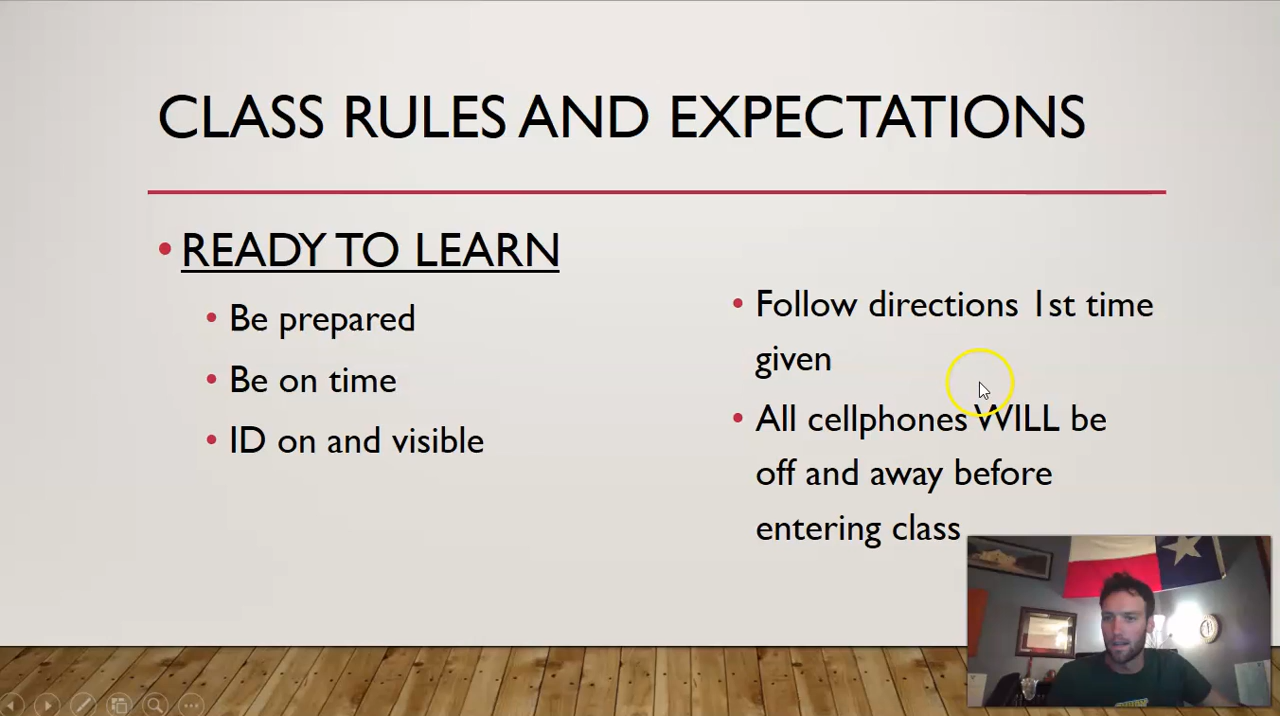 CLASS RULES AND EXPECTATIONS
• READY TO LEARN
• Be prepared
• Be on time
• ID on and visible
• Follow directions 1st time
given
• All cellphones WILL be
off and away before
entering class